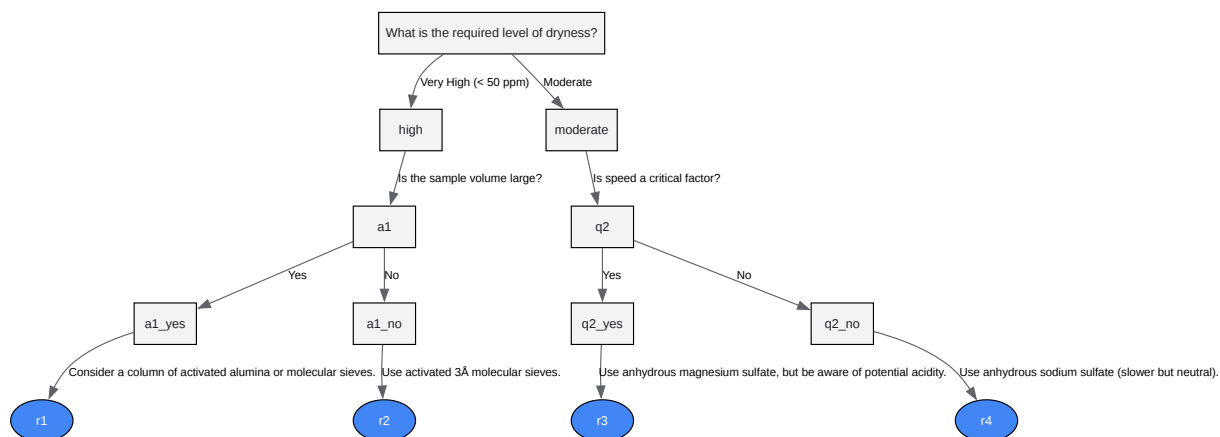 What is the required level of dryness?
Very High (< 50 ppm)
Moderate
high
moderate
Is the sample volume large?
Is speed a critical factor?
a1
q2
Yes
No
Yes
No
a1_yes
a1_no
q2_yes
q2_no
Consider a column of activated alumina or molecular sieves.
Use activated 3Å molecular sieves.
Use anhydrous magnesium sulfate, but be aware of potential acidity.
Use anhydrous sodium sulfate (slower but neutral).
r1
r2
r3
r4